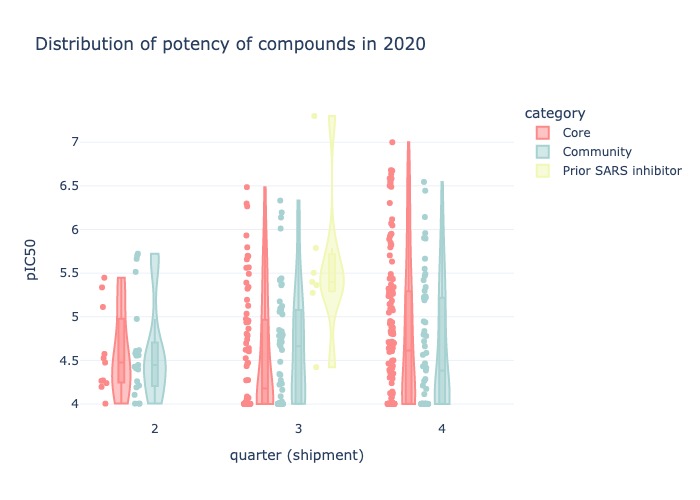 Distribution of potency of compounds in 2020
category
Core
Community
Prior SARS inhibitor
pIC50
7
6.5
6
5.5
5
4.5
4
2
3
4
quarter (shipment)